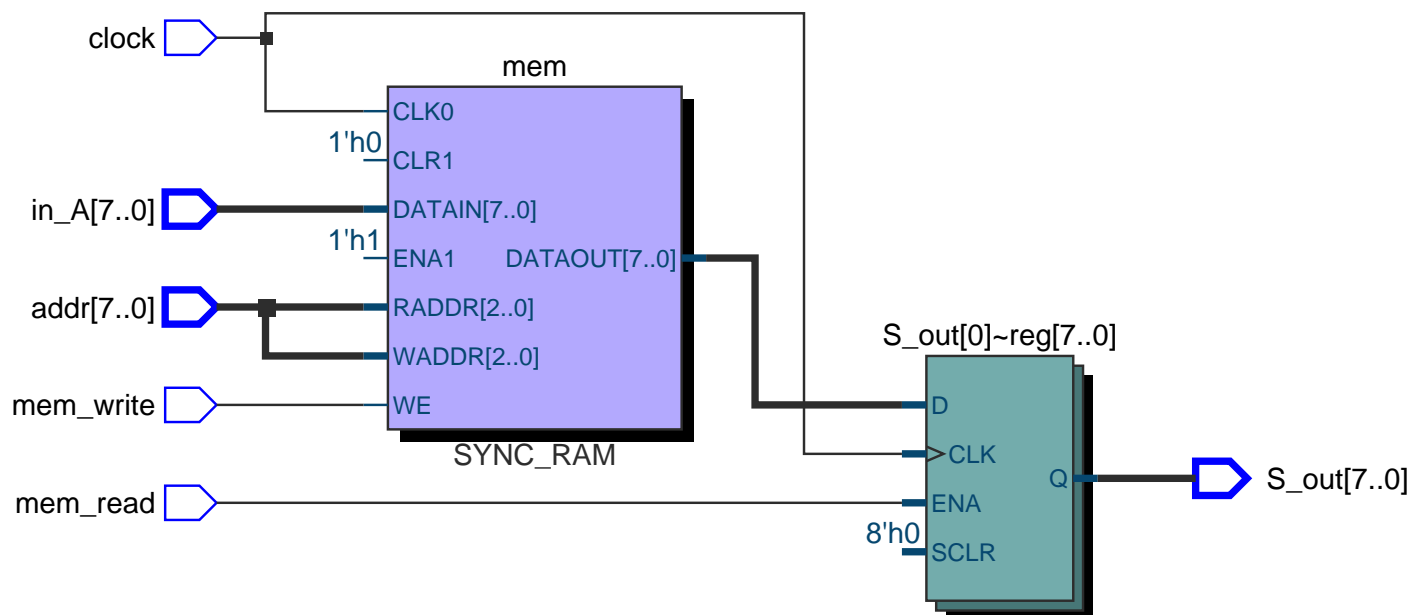 clock
mem
CLK0
1'h0
CLR1
in_A[7..0]
DATAIN[7..0]
1'h1
ENA1
DATAOUT[7..0]
addr[7..0]
RADDR[2..0]
WADDR[2..0]
mem_write
WE
SYNC_RAM
S_out[0]~reg[7..0]
D
CLK
mem_read
ENA
Q
S_out[7..0]
8'h0
SCLR